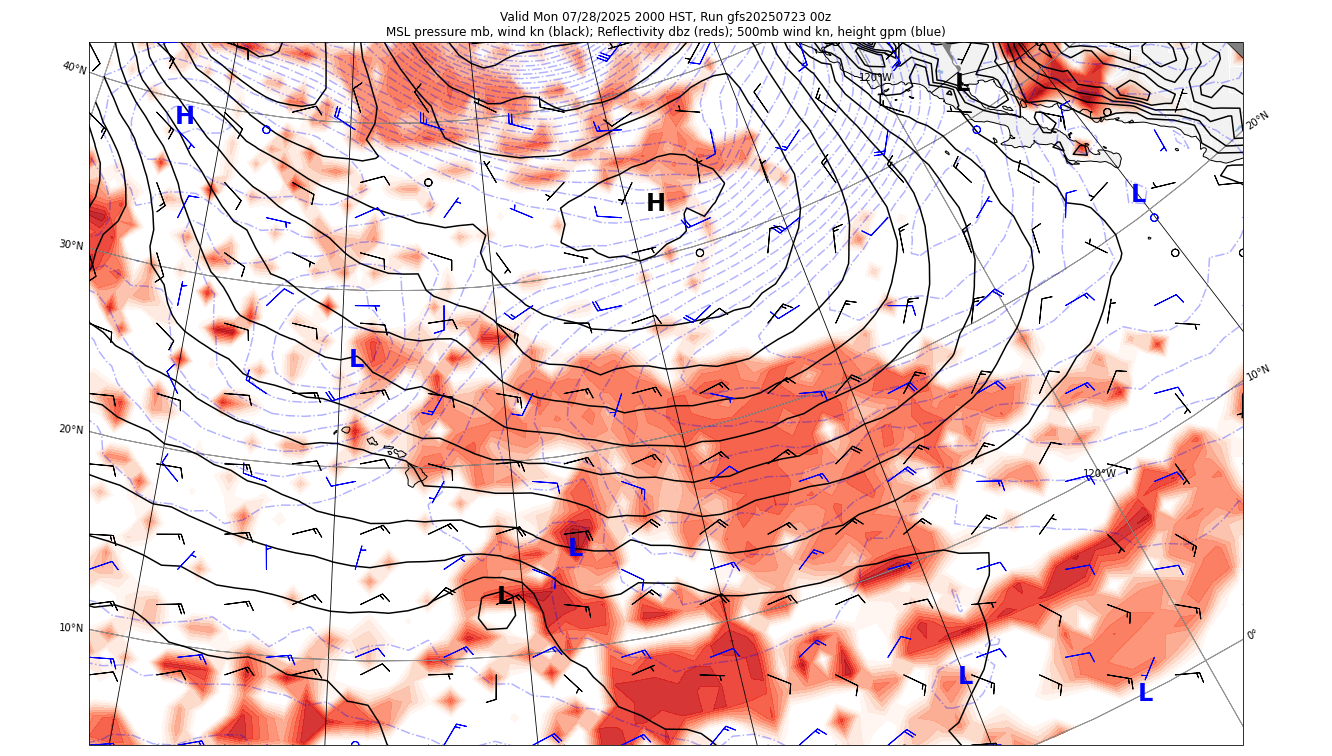 Valid Mon 07/28/2025 2000 HST, Run gfs20250723 00z
MSL pressure mb, wind kn (black); Reflectivity dbz (reds); 500mb wind kn, height gpm (blue)
40°N
120°W
L
20°N
H
L
H
30°N
L
10°N
20°N
120°W
L
L
10°N
0°
L
L